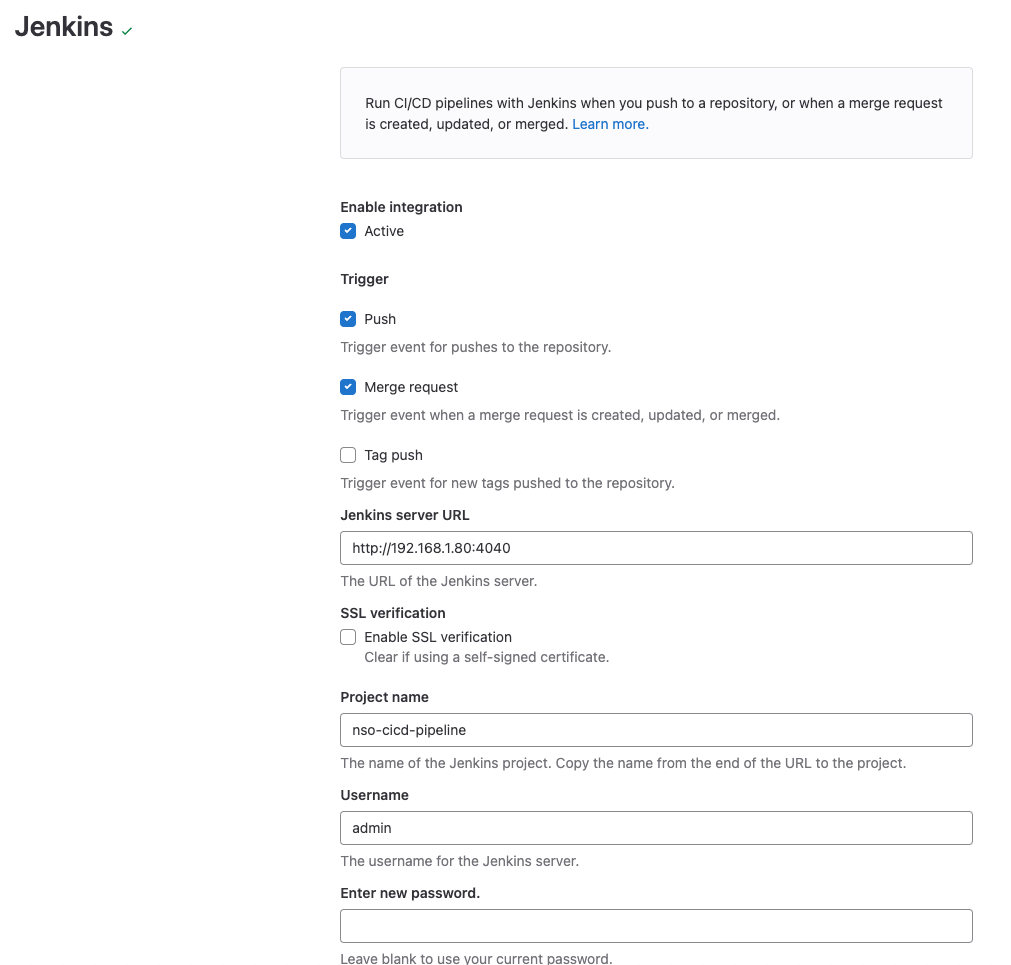 Jenkins
Run CI/CD pipelines with Jenkins when you push to a repository, or when a merge request
is created, updated, or merged. Learn more.
Enable integration
Active
Trigger
Push
Trigger event for pushes to the repository.
Merge request
Trigger event when a merge request is created, updated, or merged.
Tag push
Trigger event for new tags pushed to the repository.
Jenkins server URL
http://192.168.1.80:4040
The URL of the Jenkins server.
SSL verification
Enable SSL verification
Clear if using a self-signed certificate.
Project name
nso-cicd-pipeline
The name of the Jenkins project. Copy the name from the end of the URL to the project.
Username
admin
The username for the Jenkins server.
Enter new password.
Leave blank to use your current password.